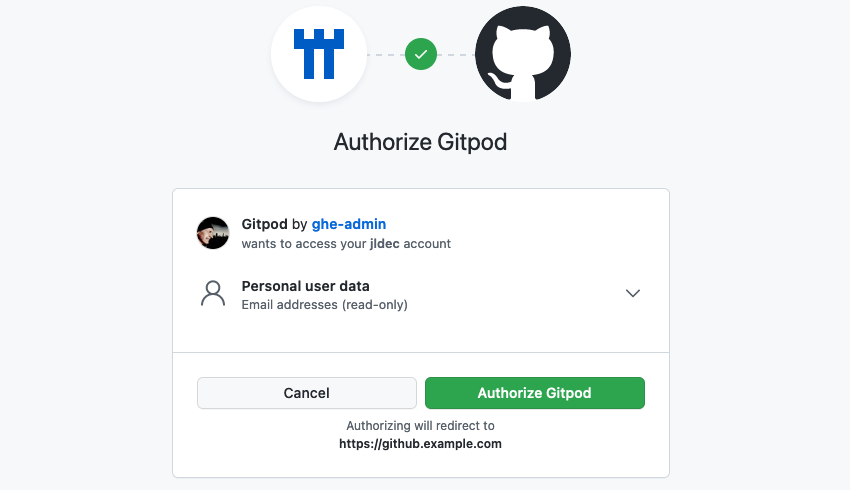 Authorize Gitpod
Gitpod by ghe-admin
wants to access your jldec account
Personal user data
Email addresses (read-only)
Cancel
Authorize Gitpod
Authorizing will redirect to
https://github.example.com